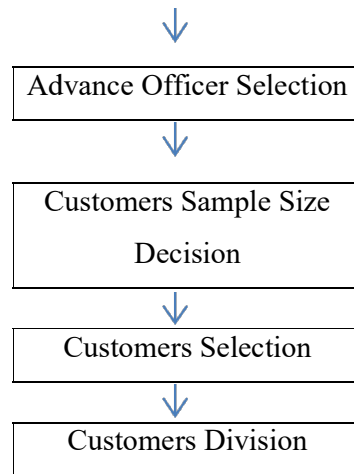 Advance Officer Selection
Customers Sample Size
Decision
Customers Selection
Customers Division